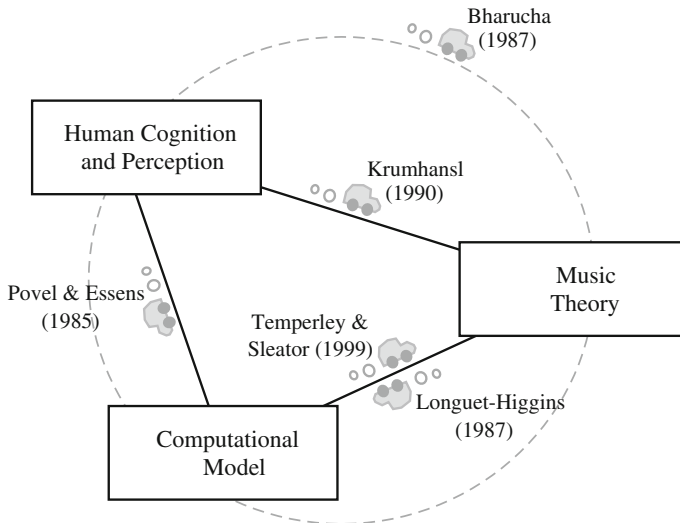 Bharucha
(1987)
Human Cognition
and Perception
Krumhansl
(1990)
Music
Theory
Povel & Essens
(1985)
Temperley &
Sleator (1999)
Longuet-Higgins
(1987)
Computational
Model